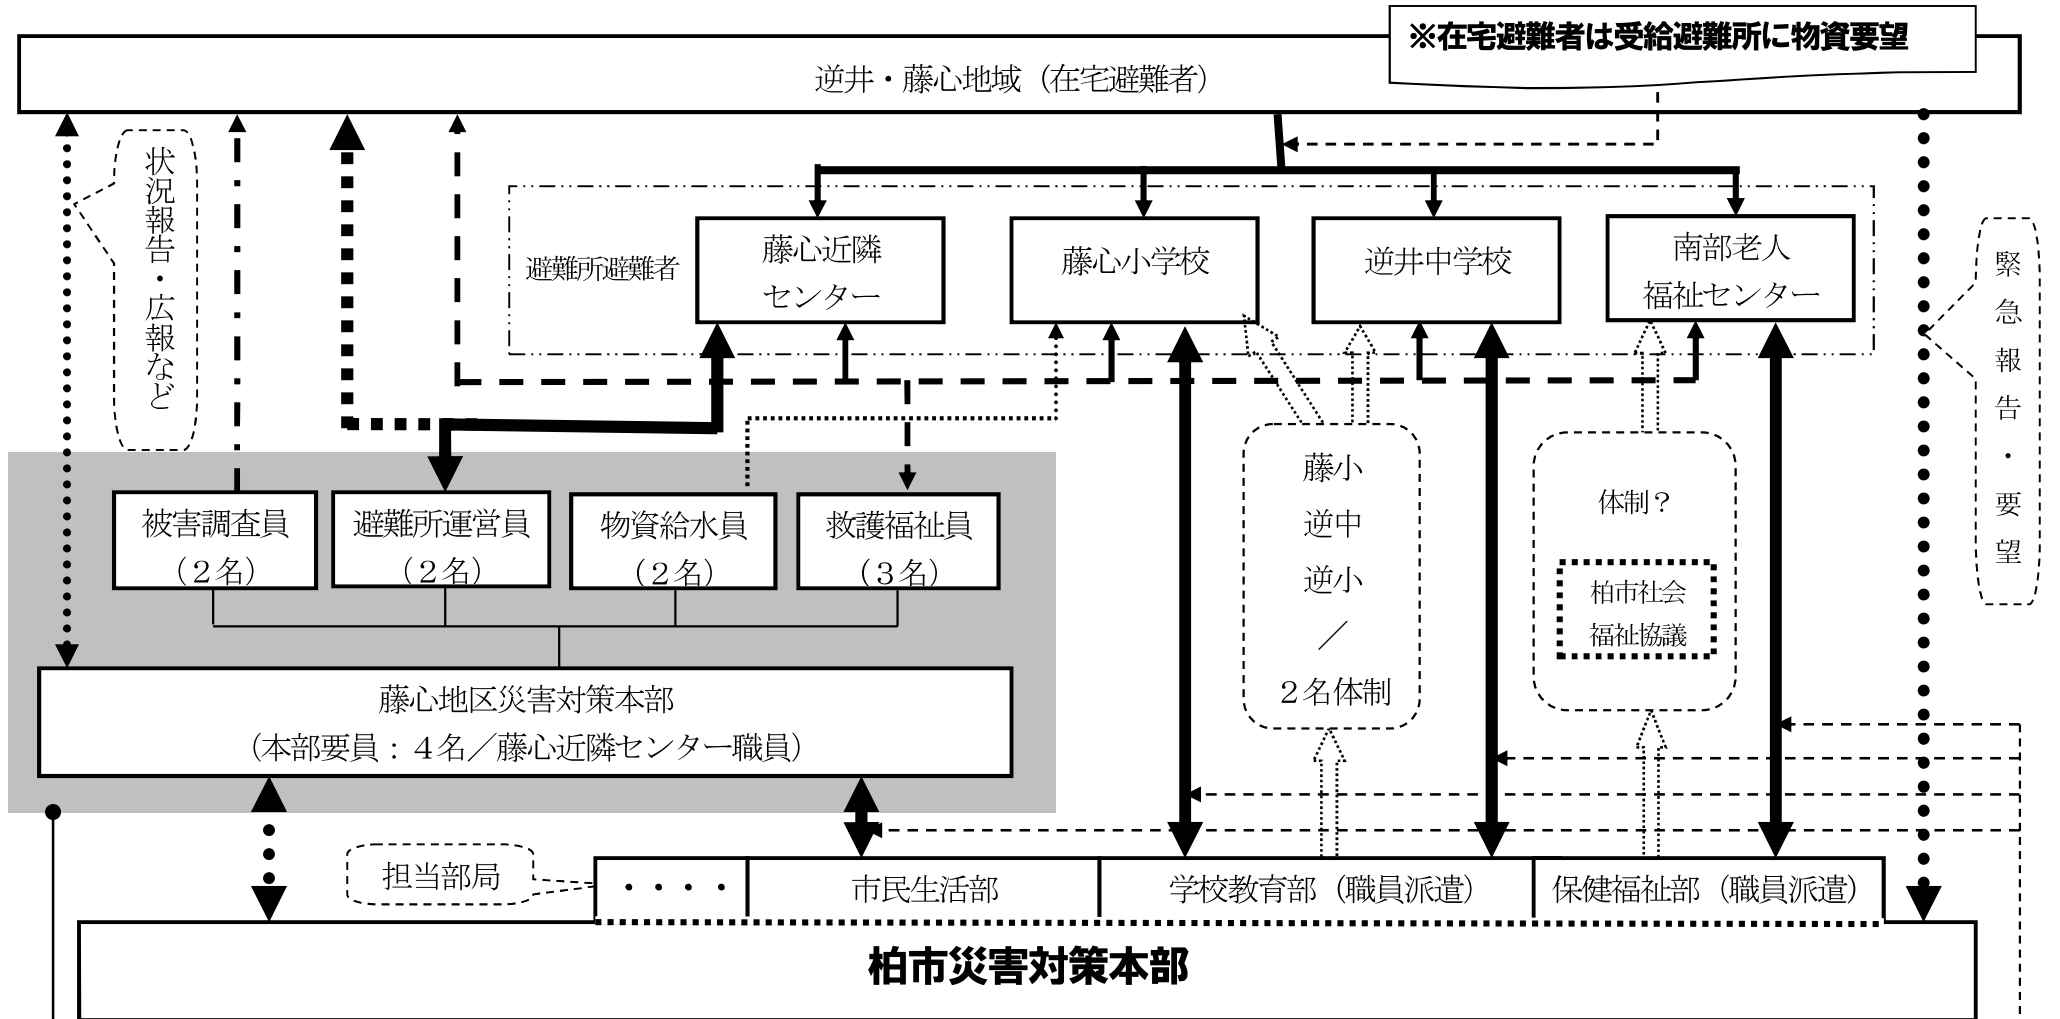 ※在宅避難者は受給避難所に物資要望
逆井・藤心地域（在宅避難者）
状況報告・広報など
避難所避難者
藤心近隣
センター
藤心小学校
逆井中学校
南部老人
福祉センター
緊急報告・要望
藤小
逆中
逆小
／
２名体制
体制？
柏市社会
福祉協議
被害調査員
（２名）
避難所運営員
（２名）
物資給水員
（２名）
救護福祉員
（３名）
藤心地区災害対策本部
（本部要員：４名／藤心近隣センター職員）
担当部局
・・・・
市民生活部
学校教育部（職員派遣）
保健福祉部（職員派遣）
柏市災害対策本部